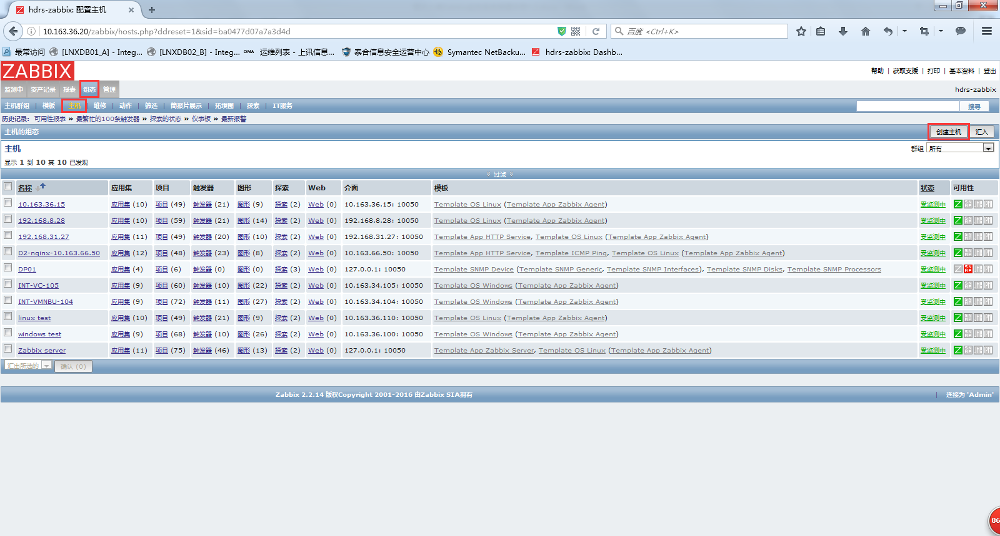 hdrs-zabbix: 配置主机
10.163.36.20/zabbix/hosts.php?ddreset=1&sid=ba0477d07a7a3d4d
百度 <Ctrl+K>
最常访问 [LNXDB01_A] - Integ... [LNXDB02_B] - Integ... OMA 运维列表 - 上讯信息... 泰合信息安全运营中心 Symantec NetBacku... hdrs-zabbix: Dashb...
ZABBIX
帮助 | 获取支援 | 打印 | 基本资料 | 登出
监测中 资产记录 报表 组态 管理
hdrs-zabbix
主机群组 | 模板 | 主机 | 维修 | 动作 | 筛选 | 简报片展示 | 拓墣图 | 探索 | IT服务
搜寻
历史记录: 可用性报表 » 最繁忙的100条触发器 » 探索的状态 » 仪表板 » 最新报警
主机的组态
创建主机 汇入
主机
群组 所有
显示 1 到 10 其 10 已发现
过滤
名称 应用集 项目 触发器 图形 探索 Web 介面 模板 状态 可用性
10.163.36.15 应用集 (10) 项目 (49) 触发器 (21) 图形 (9) 探索 (2) Web (0) 10.163.36.15: 10050 Template OS Linux (Template App Zabbix Agent) 受监测中 Z SNMP JMX IPMI
192.168.8.28 应用集 (10) 项目 (59) 触发器 (21) 图形 (14) 探索 (2) Web (0) 192.168.8.28: 10050 Template OS Linux (Template App Zabbix Agent) 受监测中 Z SNMP JMX IPMI
192.168.31.27 应用集 (11) 项目 (49) 触发器 (20) 图形 (10) 探索 (2) Web (0) 192.168.31.27: 10050 Template App HTTP Service, Template OS Linux (Template App Zabbix Agent) 受监测中 Z SNMP JMX IPMI
D2-nginx-10.163.66.50 应用集 (12) 项目 (48) 触发器 (23) 图形 (8) 探索 (2) Web (0) 10.163.66.50: 10050 Template App HTTP Service, Template ICMP Ping, Template OS Linux (Template App Zabbix Agent) 受监测中 Z SNMP JMX IPMI
DP01 应用集 (4) 项目 (6) 触发器 (0) 图形 (0) 探索 (3) Web (0) 127.0.0.1: 10050 Template SNMP Device (Template SNMP Generic, Template SNMP Interfaces), Template SNMP Disks, Template SNMP Processors 受监测中 Z SNMP JMX IPMI
INT-VC-105 应用集 (9) 项目 (60) 触发器 (10) 图形 (22) 探索 (2) Web (0) 10.163.34.105: 10050 Template OS Windows (Template App Zabbix Agent) 受监测中 Z SNMP JMX IPMI
INT-VMNBU-104 应用集 (9) 项目 (72) 触发器 (11) 图形 (27) 探索 (2) Web (0) 10.163.34.104: 10050 Template OS Windows (Template App Zabbix Agent) 受监测中 Z SNMP JMX IPMI
linux test 应用集 (10) 项目 (49) 触发器 (21) 图形 (9) 探索 (2) Web (0) 10.163.36.110: 10050 Template OS Linux (Template App Zabbix Agent) 受监测中 Z SNMP JMX IPMI
windows test 应用集 (9) 项目 (68) 触发器 (10) 图形 (26) 探索 (2) Web (0) 10.163.36.100: 10050 Template OS Windows (Template App Zabbix Agent) 受监测中 Z SNMP JMX IPMI
Zabbix server 应用集 (11) 项目 (75) 触发器 (46) 图形 (13) 探索 (2) Web (0) 127.0.0.1: 10050 Template App Zabbix Server, Template OS Linux (Template App Zabbix Agent) 受监测中 Z SNMP JMX IPMI
汇出所选的 确认 (0)
Zabbix 2.2.14 版权Copyright 2001-2016 由Zabbix SIA拥有
| 连接为 'Admin'
86